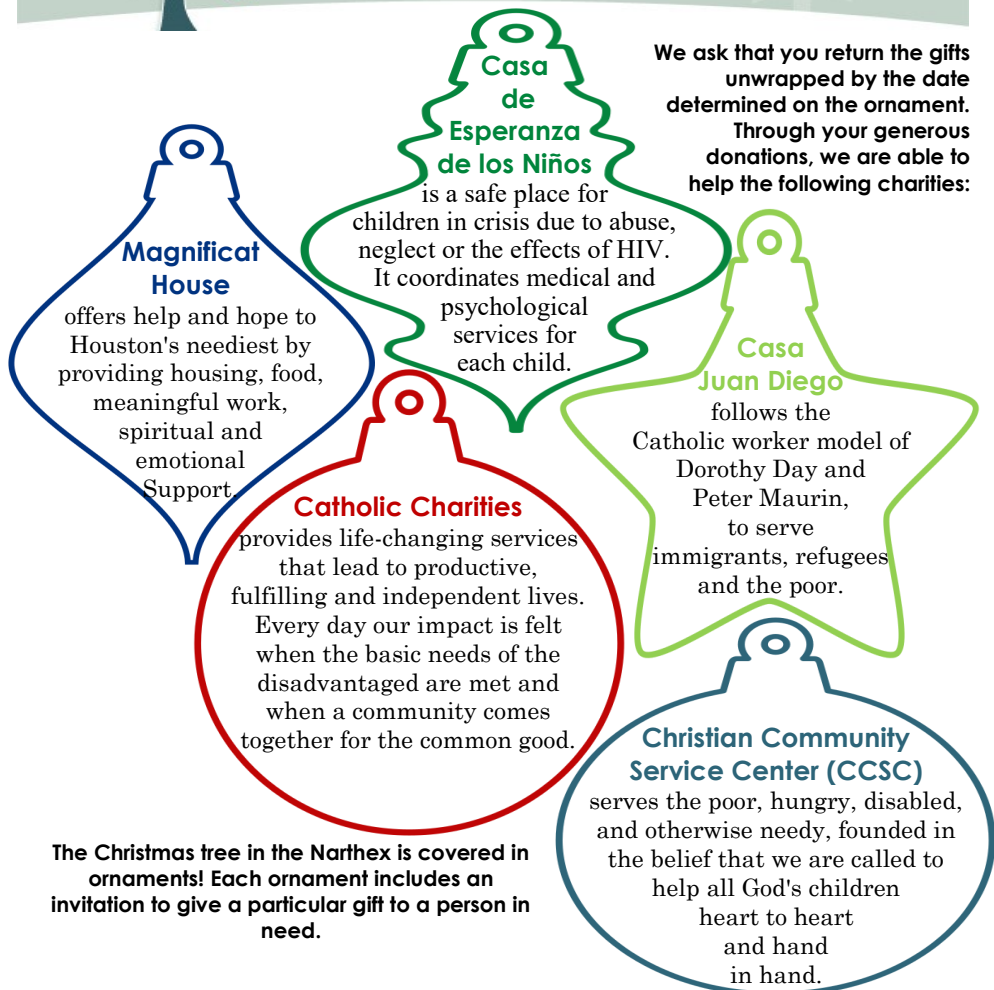 We ask that you return the gifts
unwrapped by the date
determined on the ornament.
Through your generous
donations, we are able to
help the following charities:
Casa
de
Esperanza
de los Niños
is a safe place for
children in crisis due to abuse,
neglect or the effects of HIV.
It coordinates medical and
psychological
services for
each child.
Magnificat
House
offers help and hope to
Houston's neediest by
providing housing, food,
meaningful work,
spiritual and
emotional
Support.
Casa
Juan Diego
follows the
Catholic worker model of
Dorothy Day and
Peter Maurin,
to serve
immigrants, refugees
and the poor.
Catholic Charities
provides life-changing services
that lead to productive,
fulfilling and independent lives.
Every day our impact is felt
when the basic needs of the
disadvantaged are met and
when a community comes
together for the common good.
Christian Community
Service Center (CCSC)
serves the poor, hungry, disabled,
and otherwise needy, founded in
the belief that we are called to
help all God's children
heart to heart
and hand
in hand.
The Christmas tree in the Narthex is covered in
ornaments! Each ornament includes an
invitation to give a particular gift to a person in
need.